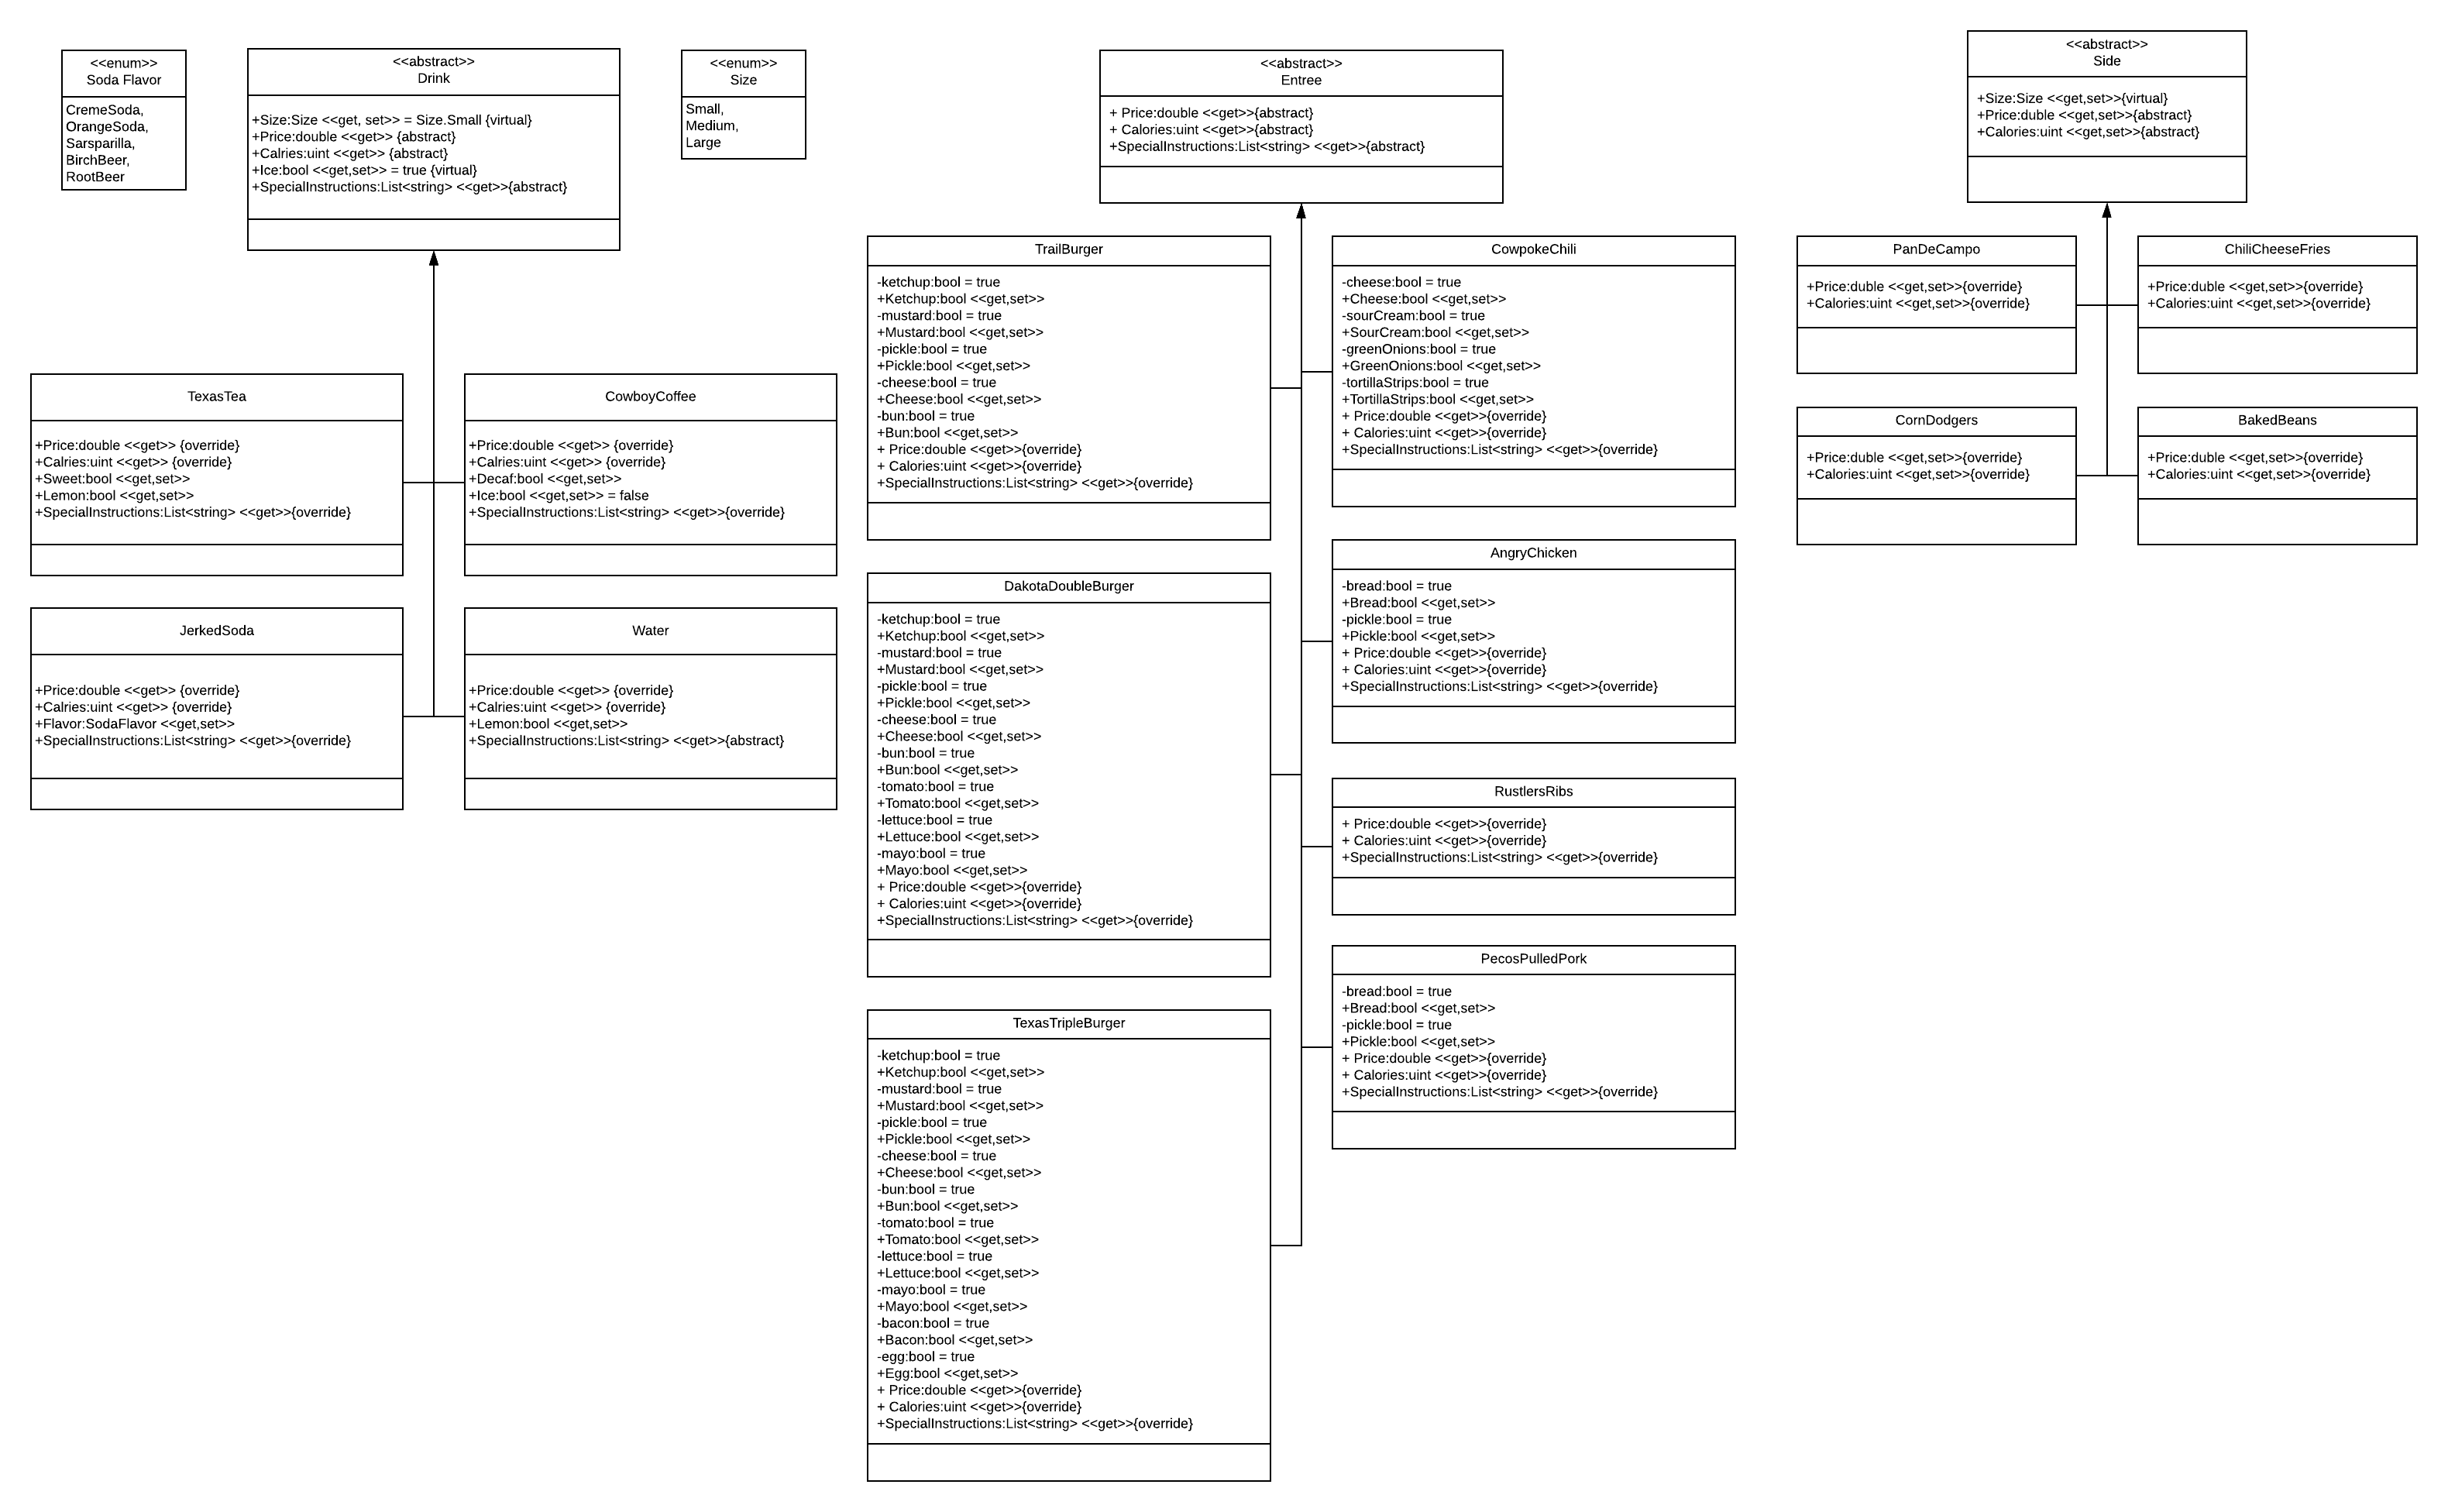 <<enum>>
Soda Flavor
CremeSoda,
OrangeSoda,
Sarsparilla,
BirchBeer,
RootBeer
<<abstract>>
Drink
+Size:Size <<get, set>> = Size.Small {virtual}
+Price:double <<get>> {abstract}
+Calries:uint <<get>> {abstract}
+Ice:bool <<get,set>> = true {virtual}
+SpecialInstructions:List<string> <<get>>{abstract}
<<enum>>
Size
Small,
Medium,
Large
TexasTea
+Price:double <<get>> {override}
+Calries:uint <<get>> {override}
+Sweet:bool <<get,set>>
+Lemon:bool <<get,set>>
+SpecialInstructions:List<string> <<get>>{override}
CowboyCoffee
+Price:double <<get>> {override}
+Calries:uint <<get>> {override}
+Decaf:bool <<get,set>>
+Ice:bool <<get,set>> = false
+SpecialInstructions:List<string> <<get>>{override}
JerkedSoda
+Price:double <<get>> {override}
+Calries:uint <<get>> {override}
+Flavor:SodaFlavor <<get,set>>
+SpecialInstructions:List<string> <<get>>{override}
Water
+Price:double <<get>> {override}
+Calries:uint <<get>> {override}
+Lemon:bool <<get,set>>
+SpecialInstructions:List<string> <<get>>{abstract}
<<abstract>>
Entree
+ Price:double <<get>>{abstract}
+ Calories:uint <<get>>{abstract}
+SpecialInstructions:List<string> <<get>>{abstract}
TrailBurger
-ketchup:bool = true
+Ketchup:bool <<get,set>>
-mustard:bool = true
+Mustard:bool <<get,set>>
-pickle:bool = true
+Pickle:bool <<get,set>>
-cheese:bool = true
+Cheese:bool <<get,set>>
-bun:bool = true
+Bun:bool <<get,set>>
+ Price:double <<get>>{override}
+ Calories:uint <<get>>{override}
+SpecialInstructions:List<string> <<get>>{override}
DakotaDoubleBurger
-ketchup:bool = true
+Ketchup:bool <<get,set>>
-mustard:bool = true
+Mustard:bool <<get,set>>
-pickle:bool = true
+Pickle:bool <<get,set>>
-cheese:bool = true
+Cheese:bool <<get,set>>
-bun:bool = true
+Bun:bool <<get,set>>
-tomato:bool = true
+Tomato:bool <<get,set>>
-lettuce:bool = true
+Lettuce:bool <<get,set>>
-mayo:bool = true
+Mayo:bool <<get,set>>
+ Price:double <<get>>{override}
+ Calories:uint <<get>>{override}
+SpecialInstructions:List<string> <<get>>{override}
TexasTripleBurger
-ketchup:bool = true
+Ketchup:bool <<get,set>>
-mustard:bool = true
+Mustard:bool <<get,set>>
-pickle:bool = true
+Pickle:bool <<get,set>>
-cheese:bool = true
+Cheese:bool <<get,set>>
-bun:bool = true
+Bun:bool <<get,set>>
-tomato:bool = true
+Tomato:bool <<get,set>>
-lettuce:bool = true
+Lettuce:bool <<get,set>>
-mayo:bool = true
+Mayo:bool <<get,set>>
-bacon:bool = true
+Bacon:bool <<get,set>>
-egg:bool = true
+Egg:bool <<get,set>>
+ Price:double <<get>>{override}
+ Calories:uint <<get>>{override}
+SpecialInstructions:List<string> <<get>>{override}
CowpokeChili
-cheese:bool = true
+Cheese:bool <<get,set>>
-sourCream:bool = true
+SourCream:bool <<get,set>>
-greenOnions:bool = true
+GreenOnions:bool <<get,set>>
-tortillaStrips:bool = true
+TortillaStrips:bool <<get,set>>
+ Price:double <<get>>{override}
+ Calories:uint <<get>>{override}
+SpecialInstructions:List<string> <<get>>{override}
AngryChicken
-bread:bool = true
+Bread:bool <<get,set>>
-pickle:bool = true
+Pickle:bool <<get,set>>
+ Price:double <<get>>{override}
+ Calories:uint <<get>>{override}
+SpecialInstructions:List<string> <<get>>{override}
RustlersRibs
+ Price:double <<get>>{override}
+ Calories:uint <<get>>{override}
+SpecialInstructions:List<string> <<get>>{override}
PecosPulledPork
-bread:bool = true
+Bread:bool <<get,set>>
-pickle:bool = true
+Pickle:bool <<get,set>>
+ Price:double <<get>>{override}
+ Calories:uint <<get>>{override}
+SpecialInstructions:List<string> <<get>>{override}
<<abstract>>
Side
+Size:Size <<get,set>>{virtual}
+Price:duble <<get,set>>{abstract}
+Calories:uint <<get,set>>{abstract}
PanDeCampo
+Price:duble <<get,set>>{override}
+Calories:uint <<get,set>>{override}
ChiliCheeseFries
+Price:duble <<get,set>>{override}
+Calories:uint <<get,set>>{override}
CornDodgers
+Price:duble <<get,set>>{override}
+Calories:uint <<get,set>>{override}
BakedBeans
+Price:duble <<get,set>>{override}
+Calories:uint <<get,set>>{override}